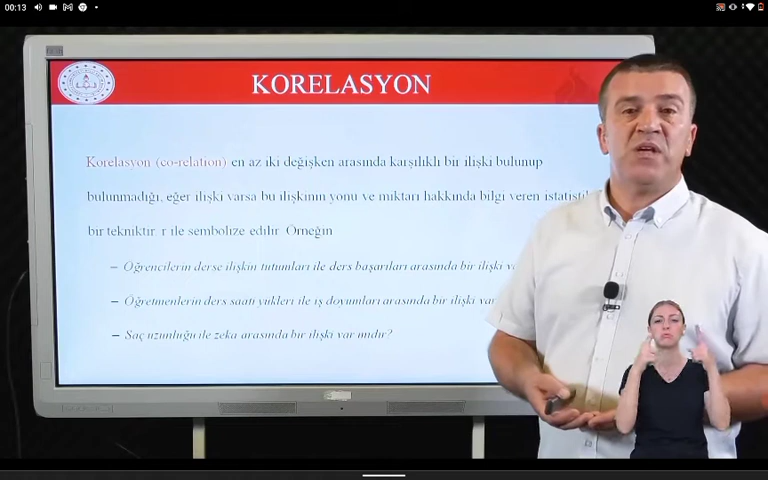 00:13
KORELASYON
Korelasyon (co-relation) en az iki değişken arasında karşılıklı bir ilişki bulunup
bulunmadığı, eğer ilişki varsa bu ilişkinin yönü ve miktarı hakkında bilgi veren
bir tekniktir. r ile sembolize edilir. Örneğin
– Öğrencilerin derse ilişkin tutumları ile ders başarıları arasında bir ilişki
– Öğretmenlerin ders saati yükleri ile iş doyumları arasında bir ilişki var
– Saç uzunluğu ile zeka arasında bir ilişki var mıdır?